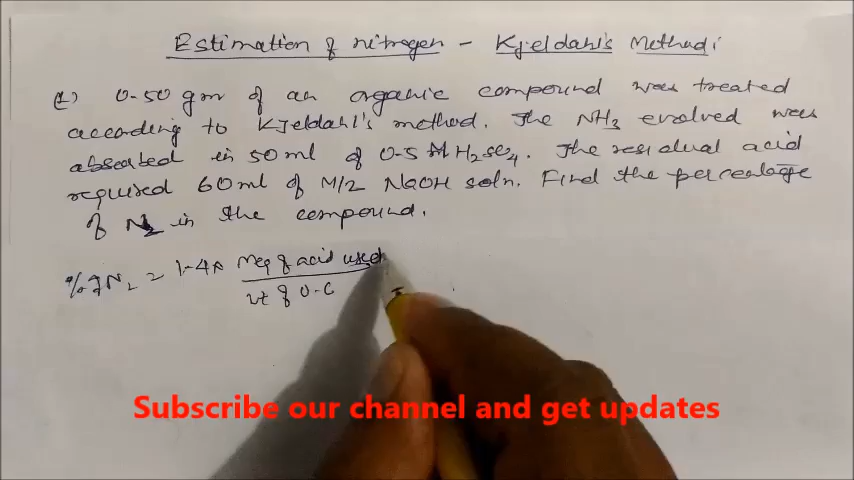 Estimation of nitrogen - Kjeldahl's Method:
0.50 gm of an organic compound was treated
according to KJeldahl's method. The NH3 evolved was
absorbed in 50 ml of 0.5 M H2SO4. The residual acid
required 60 ml of M/2 NaOH soln. Find the percentage
of N2 in the compound.
% of N2 = 1.4 x Meq of acid used
wt of O.C
Subscribe our channel and get updates